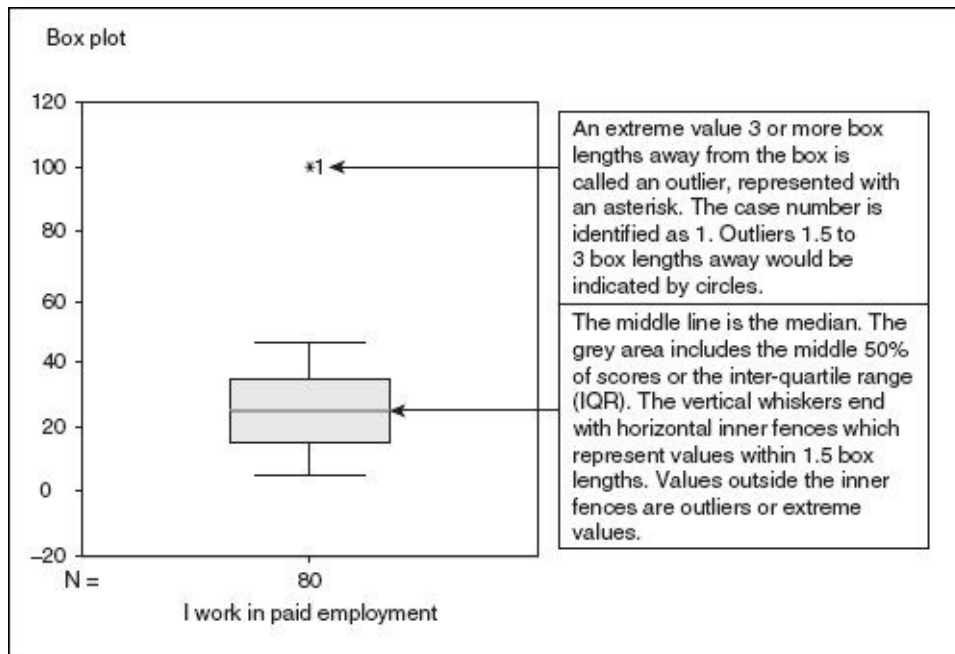 Box plot
120
100
80
60
40
20
0
–20
*1
N =
80
I work in paid employment
An extreme value 3 or more box
lengths away from the box is
called an outlier, represented with
an asterisk. The case number is
identified as 1. Outliers 1.5 to
3 box lengths away would be
indicated by circles.
The middle line is the median. The
grey area includes the middle 50%
of scores or the inter-quartile range
(IQR). The vertical whiskers end
with horizontal inner fences which
represent values within 1.5 box
lengths. Values outside the inner
fences are outliers or extreme
values.